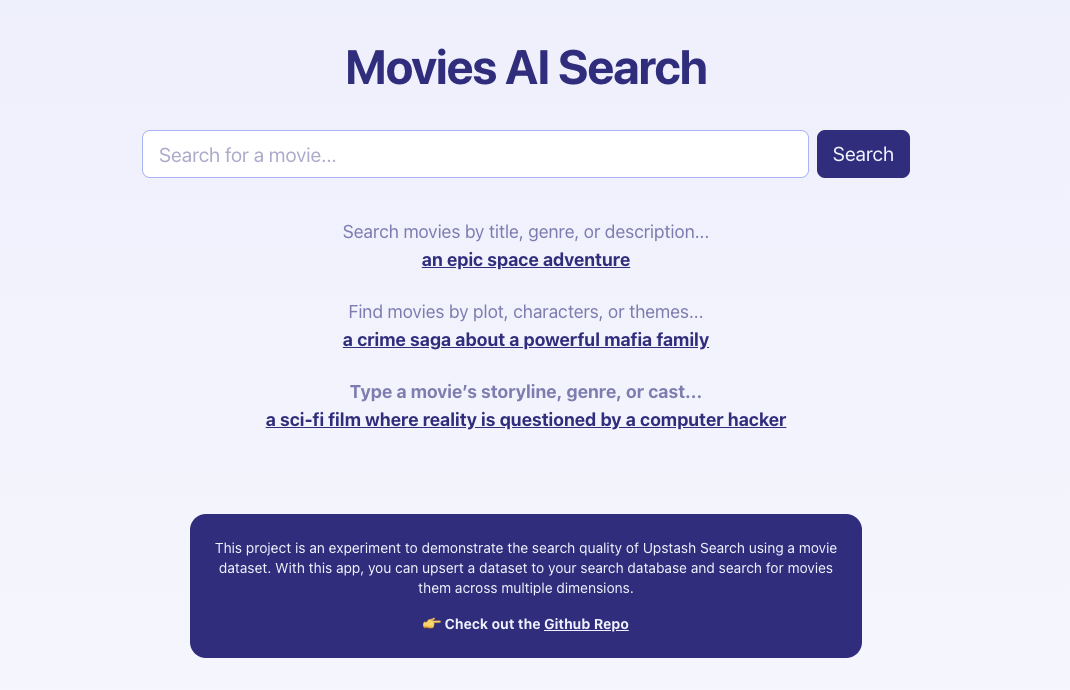 Movies AI Search
Search for a movie...
Search
Search movies by title, genre, or description...
an epic space adventure
Find movies by plot, characters, or themes...
a crime saga about a powerful mafia family
Type a movie’s storyline, genre, or cast...
a sci-fi film where reality is questioned by a computer hacker
This project is an experiment to demonstrate the search quality of Upstash Search using a movie
dataset. With this app, you can upsert a dataset to your search database and search for movies
them across multiple dimensions.
👉 Check out the Github Repo